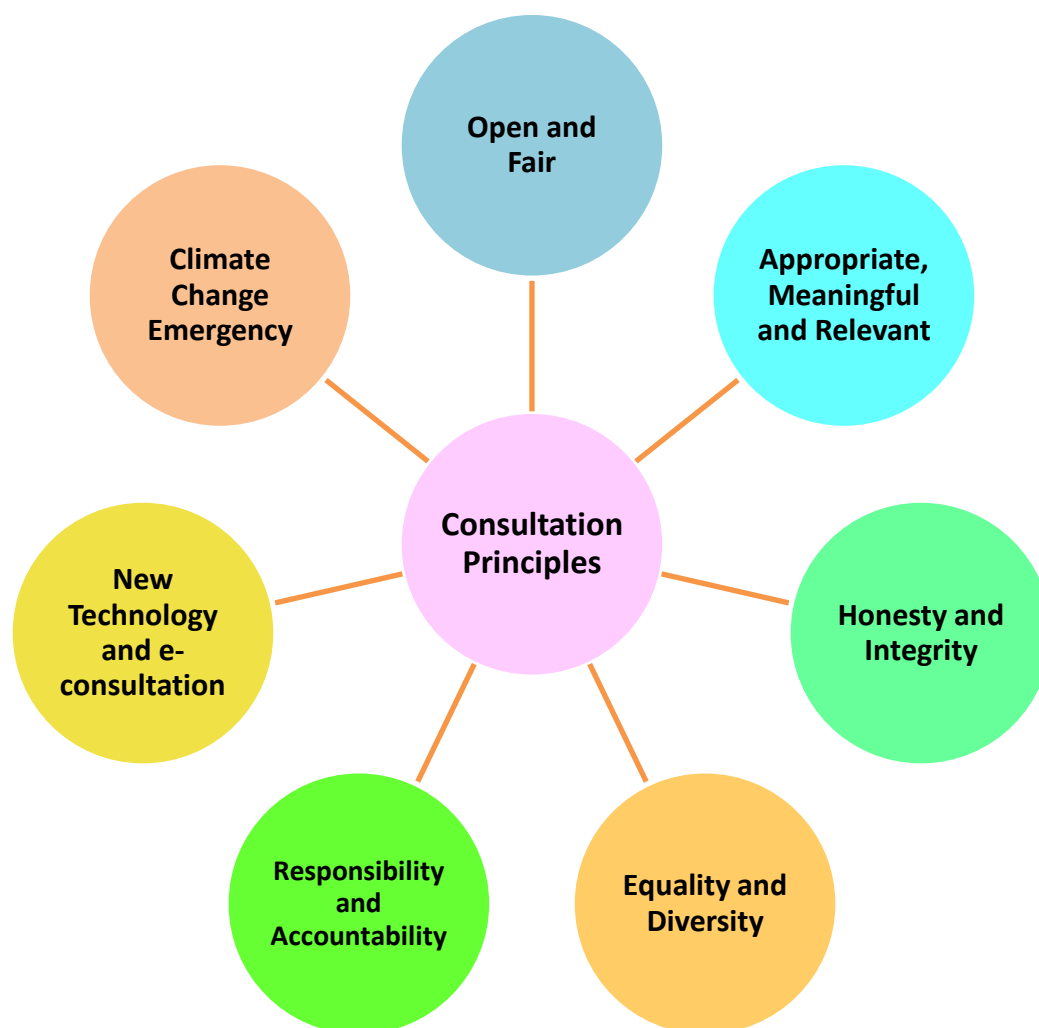 Open and
Fair
Appropriate,
Meaningful
and Relevant
Honesty and
Integrity
Equality and
Diversity
Responsibility
and
Accountability
New
Technology
and e-
consultation
Climate
Change
Emergency
Consultation
Principles